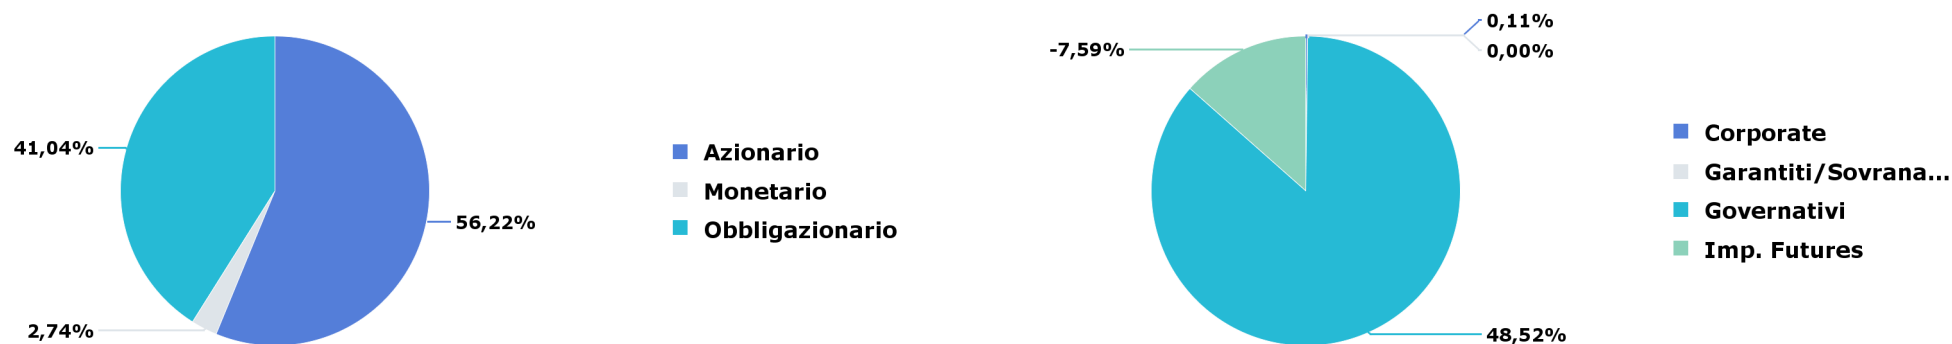 41,04%
2,74%
56,22%
Azionario
Monetario
Obbligazionario
-7,59%
0,11%
0,00%
48,52%
Corporate
Garantiti/Sovrana...
Governativi
Imp. Futures